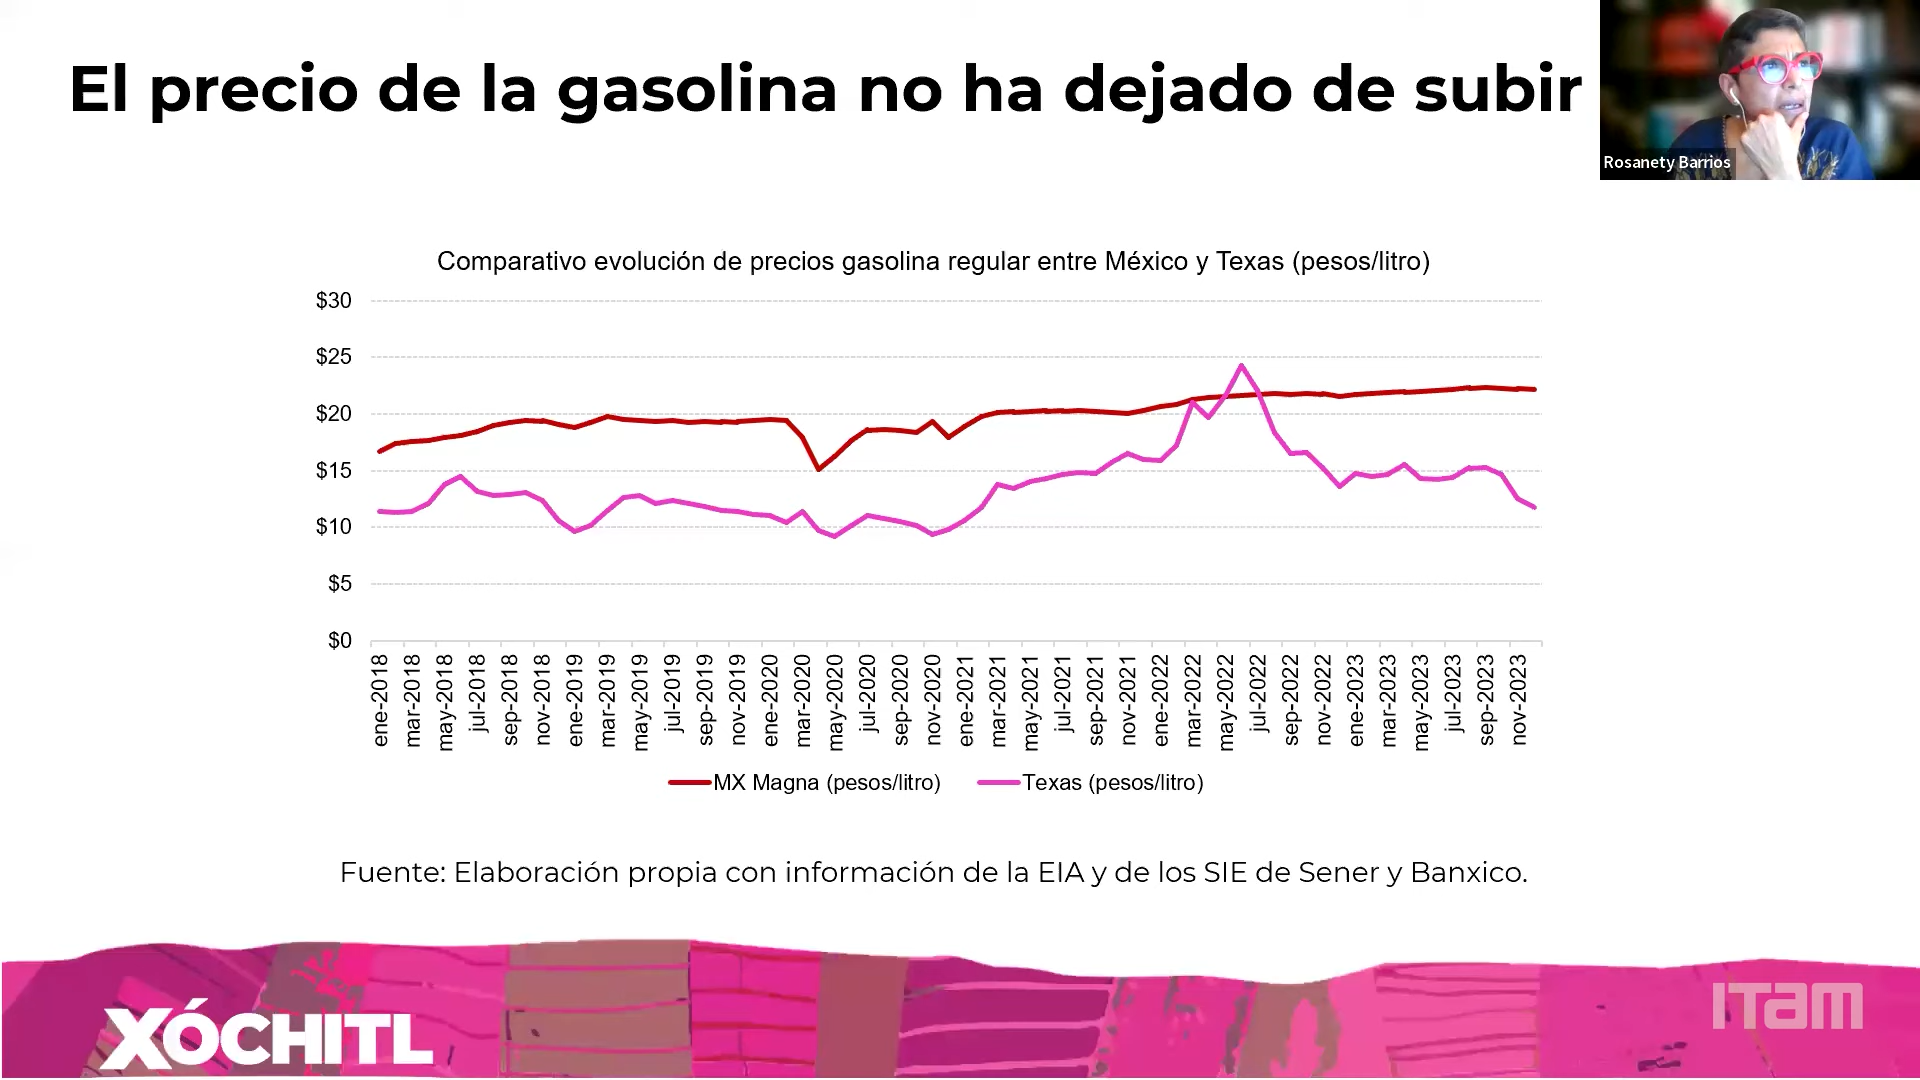 El precio de la gasolina no ha dejado de subir
Rosanety Barrios
Comparativo evolución de precios gasolina regular entre México y Texas (pesos/litro)
$30
$25
$20
$15
$10
$5
$0
ene-2018
mar-2018
may-2018
jul-2018
sep-2018
nov-2018
ene-2019
mar-2019
may-2019
jul-2019
sep-2019
nov-2019
ene-2020
mar-2020
may-2020
jul-2020
sep-2020
nov-2020
ene-2021
mar-2021
may-2021
jul-2021
sep-2021
nov-2021
ene-2022
mar-2022
may-2022
jul-2022
sep-2022
nov-2022
ene-2023
mar-2023
may-2023
jul-2023
sep-2023
nov-2023
MX Magna (pesos/litro)
Texas (pesos/litro)
Fuente: Elaboración propia con información de la EIA y de los SIE de Sener y Banxico.
XÓCHITL
ITAM